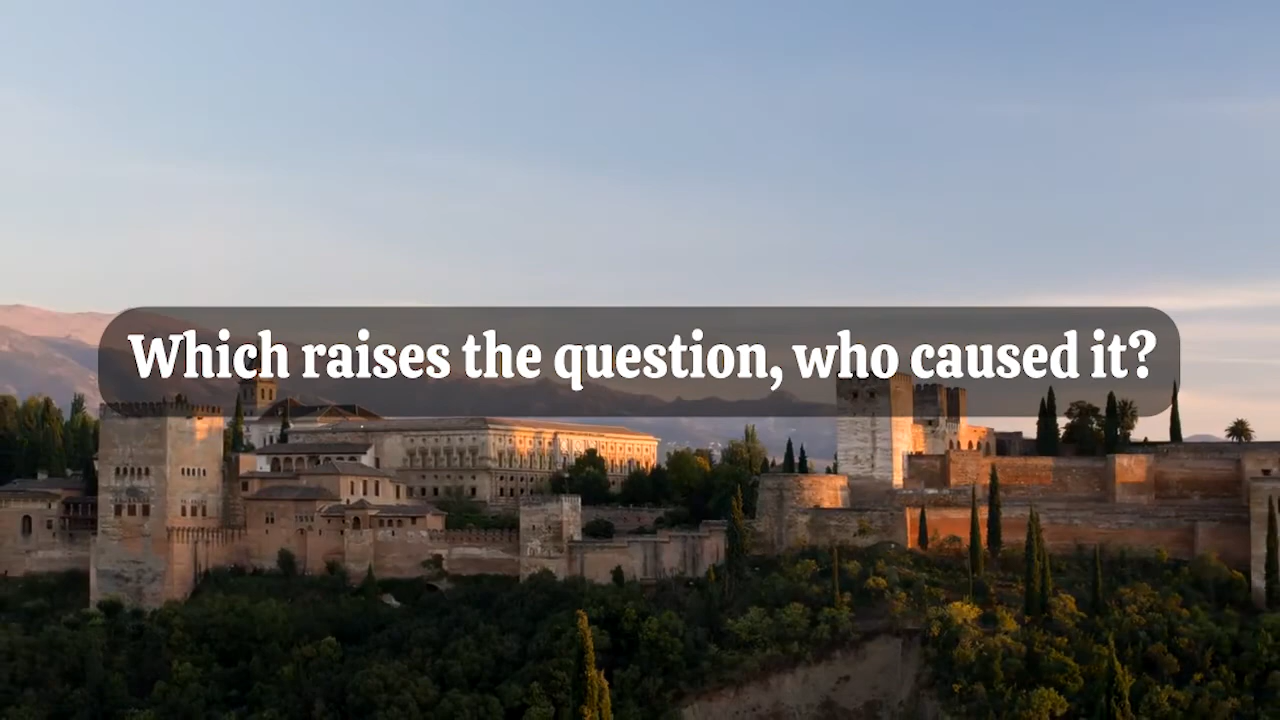 Which raises the question, who caused it?